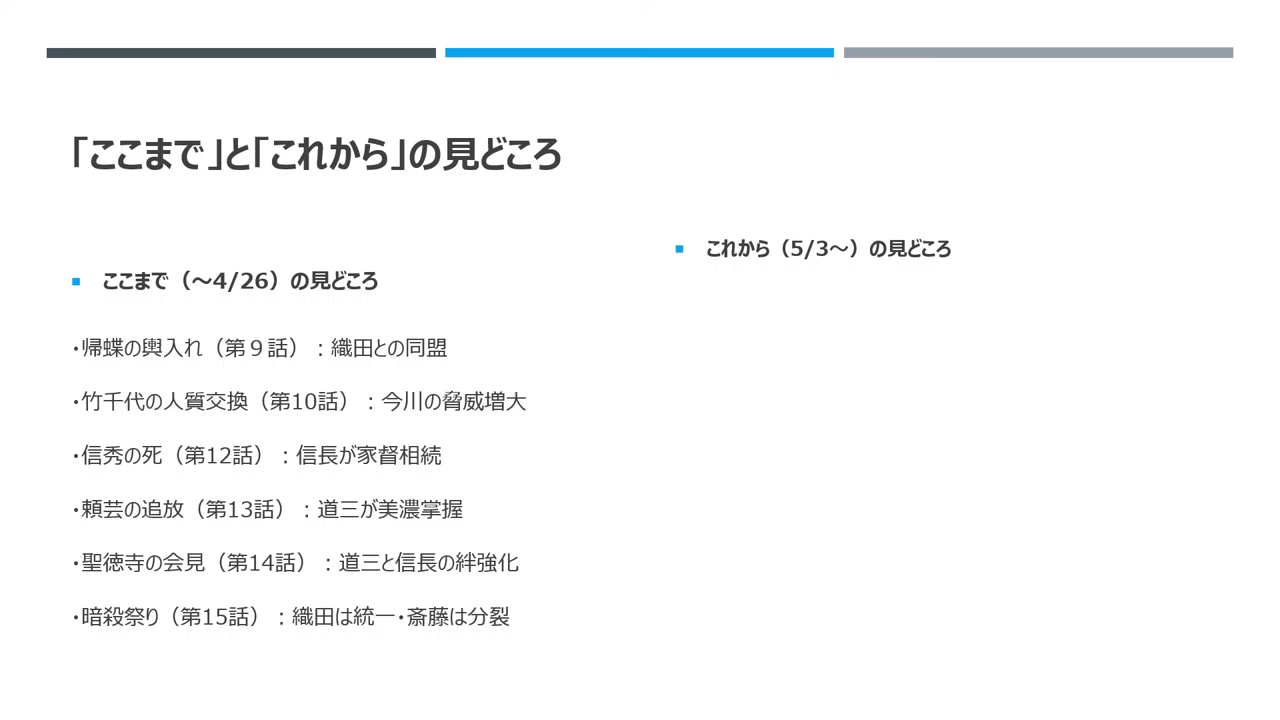 「ここまで」と「これから」の見どころ
ここまで（～4/26）の見どころ
・帰蝶の輿入れ（第９話）：織田との同盟
・竹千代の人質交換（第10話）：今川の脅威増大
・信秀の死（第12話）：信長が家督相続
・頼芸の追放（第13話）：道三が美濃掌握
・聖徳寺の会見（第14話）：道三と信長の絆強化
・暗殺祭り（第15話）：織田は統一・斎藤は分裂
これから（5/3～）の見どころ